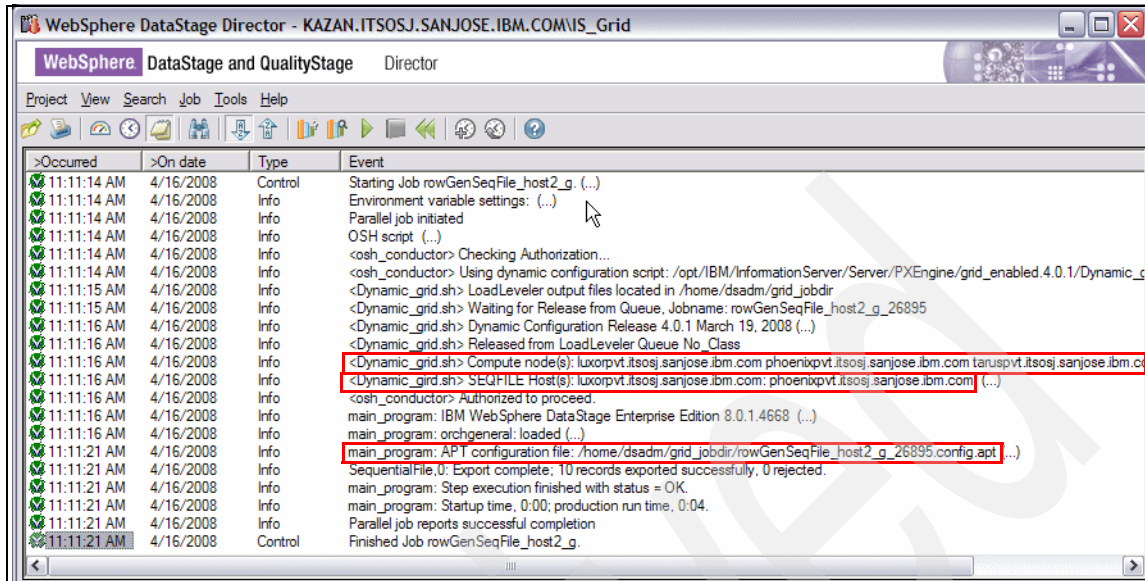 WebSphere DataStage Director - KAZAN.ITSOSJ.SANJOSE.IBM.COM\IS_Grid
WebSphere. DataStage and QualityStage Director
Project View Search Job Tools Help
>Occurred >On date Type Event
11:11:14 AM 4/16/2008 Control Starting Job rowGenSeqFile_host2_g. (...)
11:11:14 AM 4/16/2008 Info Environment variable settings: (...)
11:11:14 AM 4/16/2008 Info Parallel job initiated
11:11:14 AM 4/16/2008 Info OSH script (...)
11:11:14 AM 4/16/2008 Info <osh_conductor> Checking Authorization...
11:11:14 AM 4/16/2008 Info <osh_conductor> Using dynamic configuration script: /opt/IBM/InformationServer/Server/PXEngine/grid_enabled.4.0.1/Dynamic_g
11:11:15 AM 4/16/2008 Info <Dynamic_grid.sh> LoadLeveler output files located in /home/dsadm/grid_jobdir
11:11:15 AM 4/16/2008 Info <Dynamic_grid.sh> Waiting for Release from Queue, Jobname: rowGenSeqFile_host2_g_26895
11:11:16 AM 4/16/2008 Info <Dynamic_grid.sh> Dynamic Configuration Release 4.0.1 March 19, 2008 (...)
11:11:16 AM 4/16/2008 Info <Dynamic_grid.sh> Released from LoadLeveler Queue No_Class
11:11:16 AM 4/16/2008 Info <Dynamic_grid.sh> Compute node(s): luxorpvt.itsosj.sanjose.ibm.com phoenixpvt.itsosj.sanjose.ibm.com taruspvt.itsosj.sanjose.ibm.c
11:11:16 AM 4/16/2008 Info <Dynamic_grid.sh> SEQFILE Host(s): luxorpvt.itsosj.sanjose.ibm.com: phoenixpvt.itsosj.sanjose.ibm.com (...)
11:11:16 AM 4/16/2008 Info <osh_conductor> Authorized to proceed.
11:11:16 AM 4/16/2008 Info main_program: IBM WebSphere DataStage Enterprise Edition 8.0.1.4668 (...)
11:11:16 AM 4/16/2008 Info main_program: orchgeneral: loaded (...)
11:11:21 AM 4/16/2008 Info main_program: APT configuration file: /home/dsadm/grid_jobdir/rowGenSeqFile_host2_g_26895.config.apt (...)
11:11:21 AM 4/16/2008 Info SequentialFile,0: Export complete; 10 records exported successfully, 0 rejected.
11:11:21 AM 4/16/2008 Info main_program: Step execution finished with status = OK.
11:11:21 AM 4/16/2008 Info main_program: Startup time, 0:00; production run time, 0:04.
11:11:21 AM 4/16/2008 Info Parallel job reports successful completion
11:11:21 AM 4/16/2008 Control Finished Job rowGenSeqFile_host2_g.